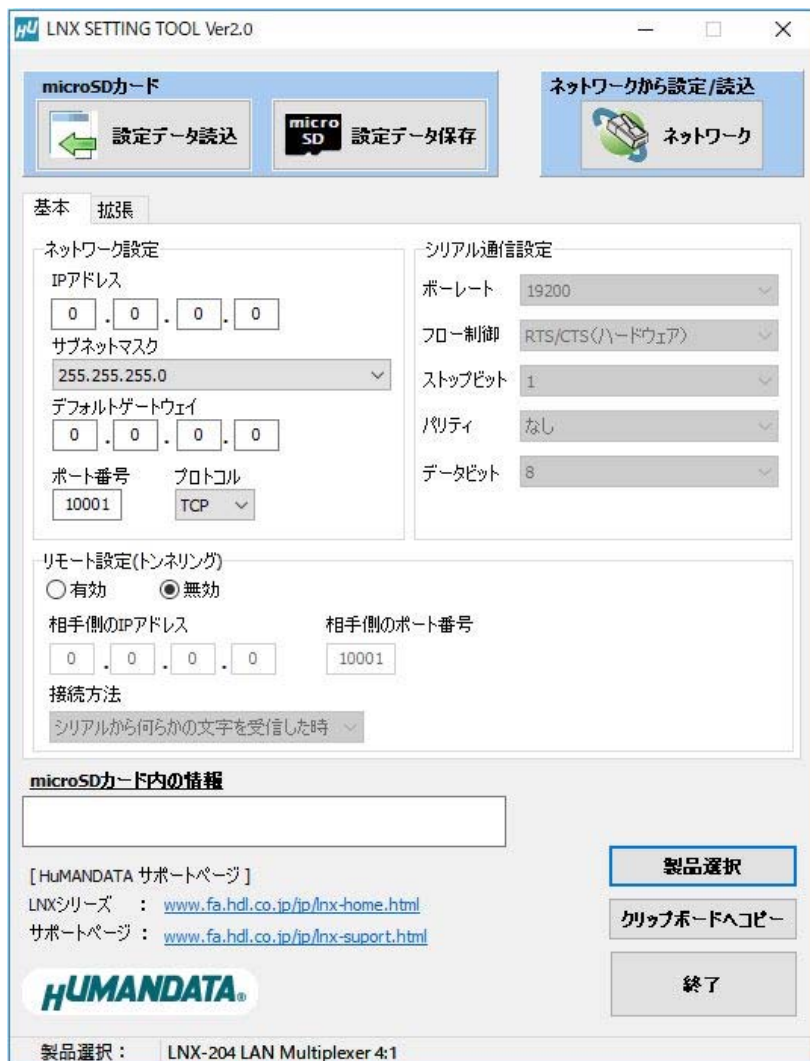 HU LNX SETTING TOOL Ver2.0
microSDカード
設定データ読込
micro
SD
設定データ保存
ネットワークから設定/読込
ネットワーク
基本
拡張
ネットワーク設定
IPアドレス
0 . 0 . 0 . 0
サブネットマスク
255.255.255.0
デフォルトゲートウェイ
0 . 0 . 0 . 0
ポート番号 プロトコル
10001 TCP
シリアル通信設定
ボーレート 19200
フロー制御 RTS/CTS(ハードウェア)
ストップビット 1
パリティ なし
データビット 8
リモート設定(トンネリング)
有効 無効
相手側のIPアドレス 相手側のポート番号
0 . 0 . 0 . 0 10001
接続方法
シリアルから何らかの文字を受信した時
microSDカード内の情報
[ HuMANDATA サポートページ ]
LNXシリーズ : www.fa.hdl.co.jp/jp/lnx-home.html
サポートページ : www.fa.hdl.co.jp/jp/lnx-suport.html
HUMANDATA®
製品選択
クリップボードへコピー
終了
製品選択： LNX-204 LAN Multiplexer 4:1